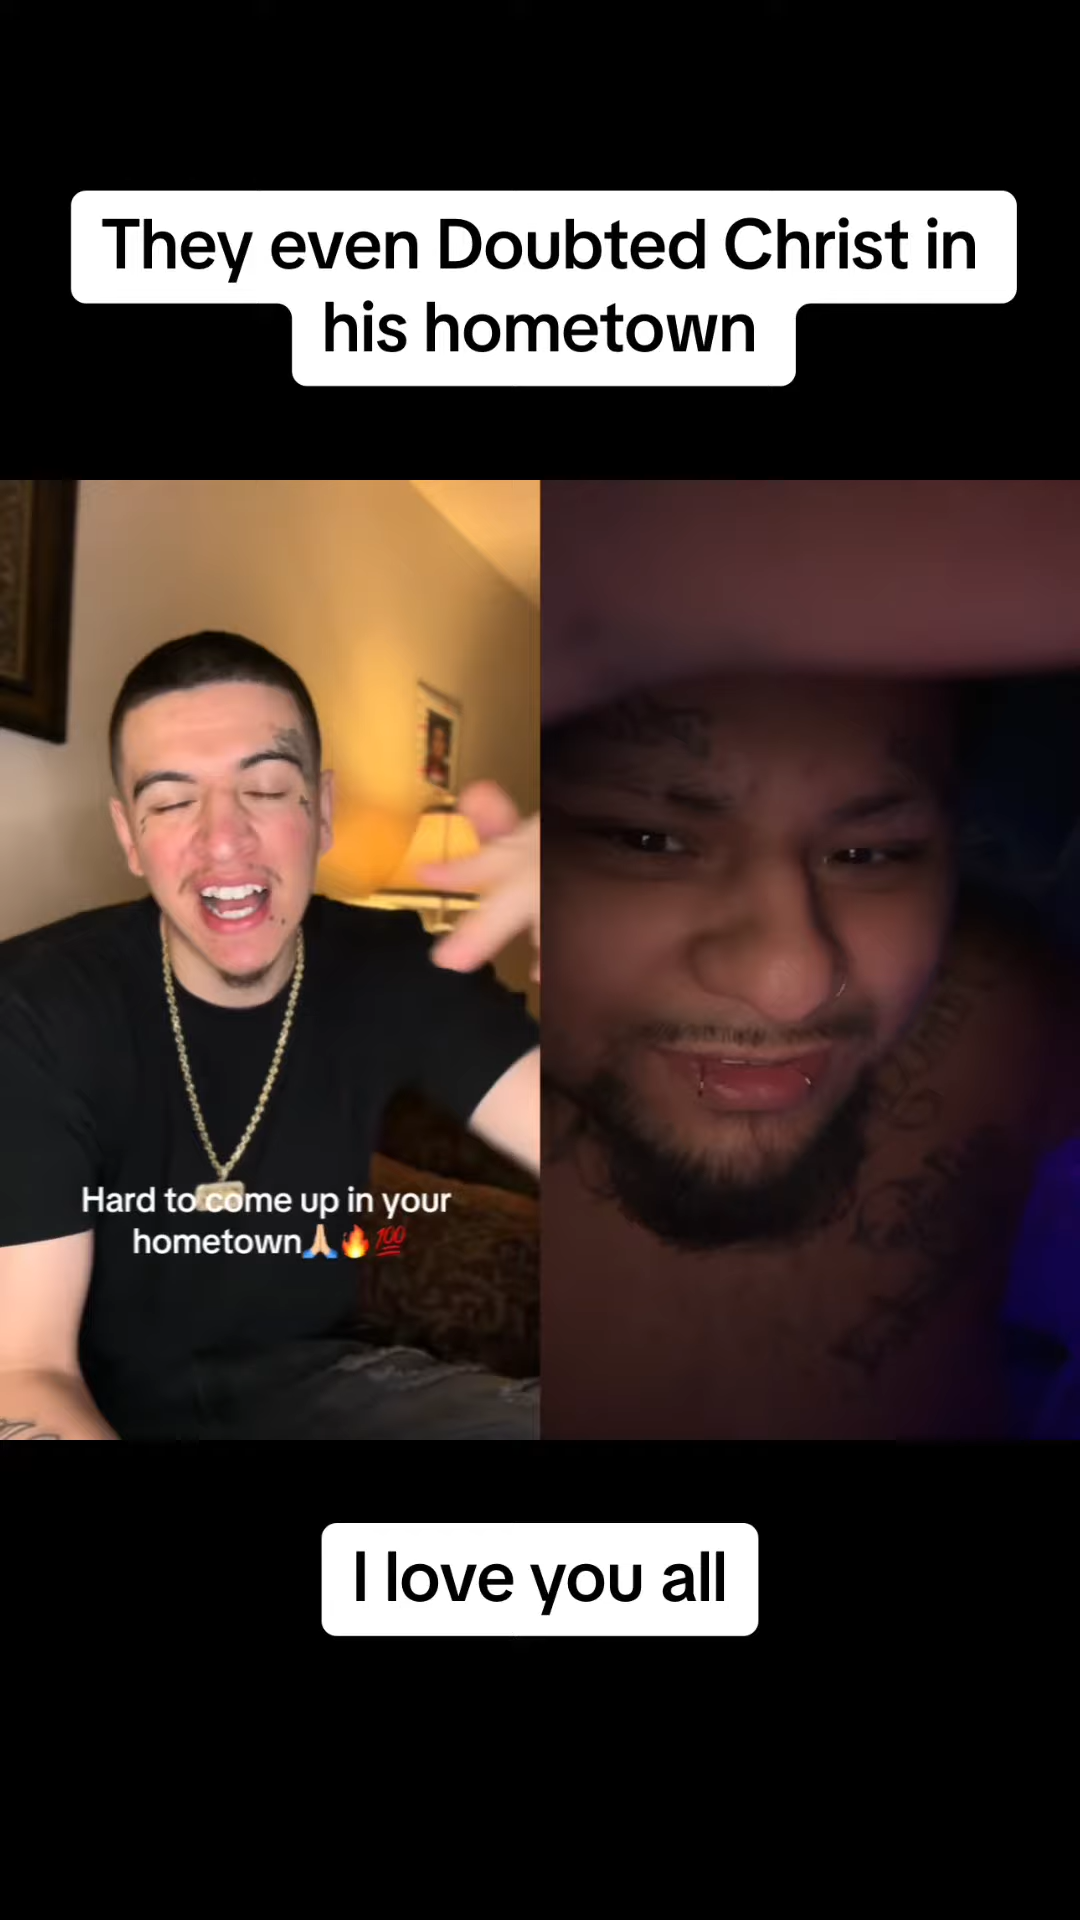 They even Doubted Christ in
his hometown
Hard to come up in your
hometown🙏🏼🔥💯
I love you all